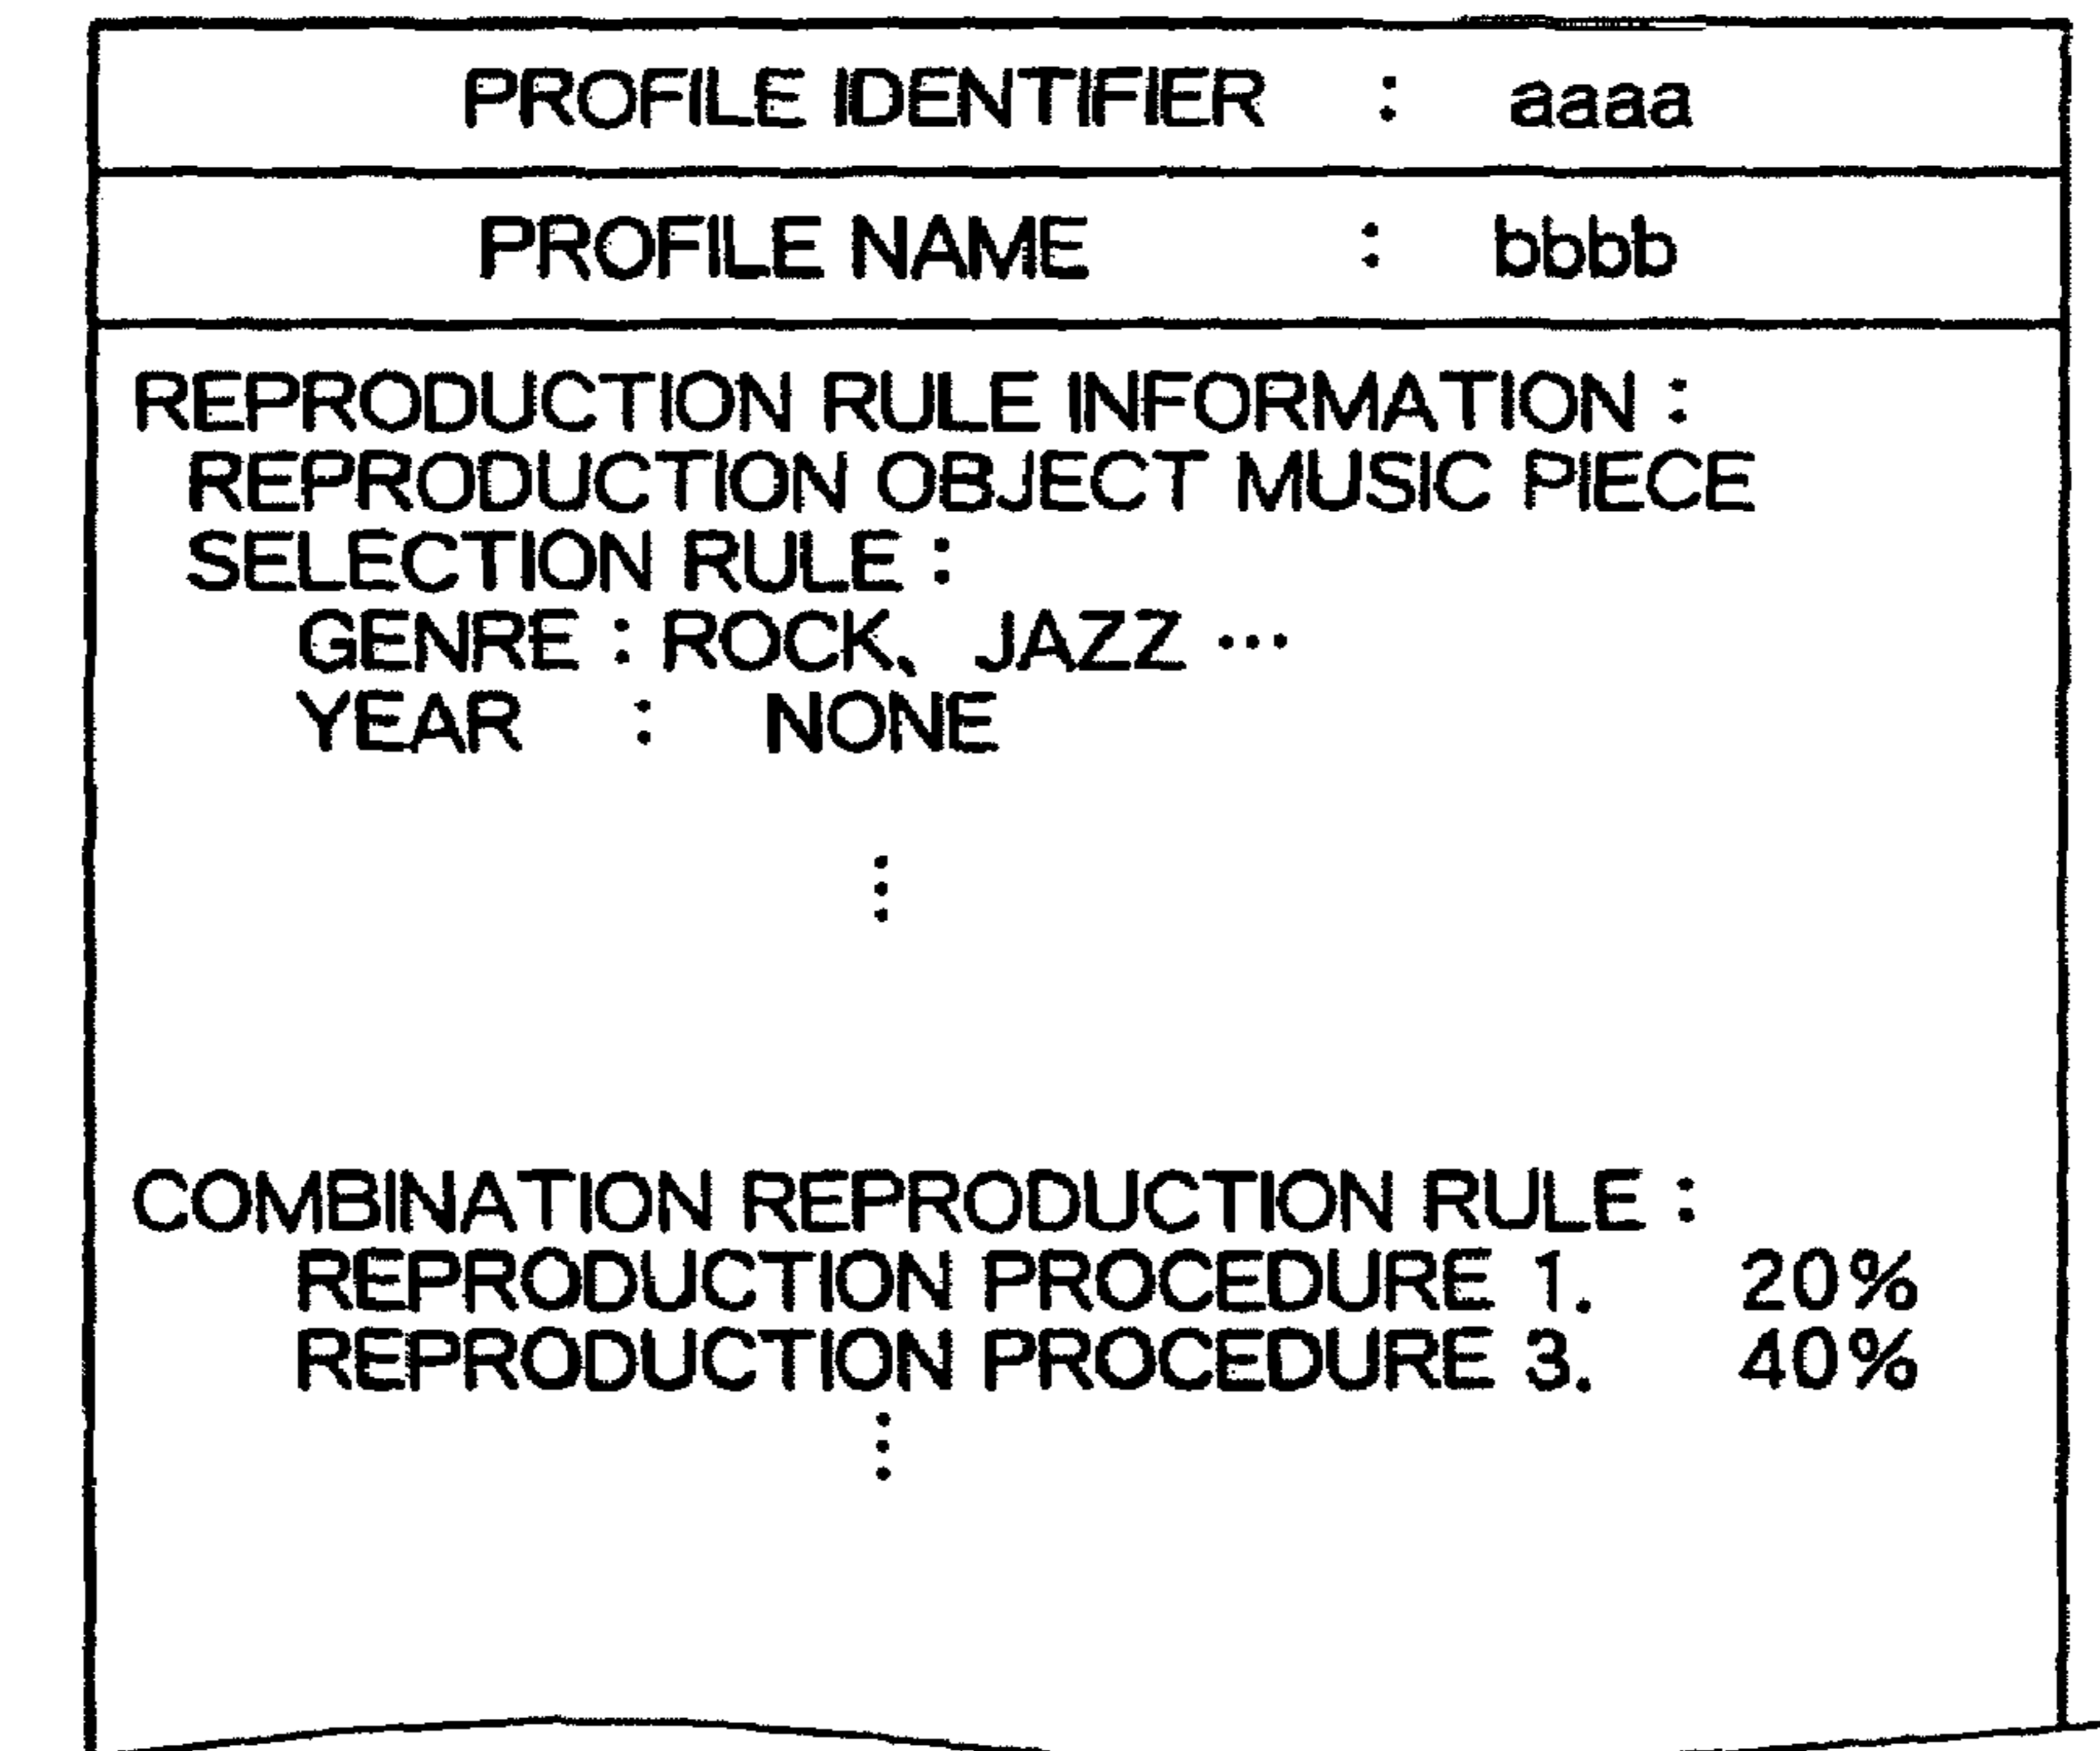 PROFILE IDENTIFIER : aaaa
PROFILE NAME : bbbb
REPRODUCTION RULE INFORMATION :
REPRODUCTION OBJECT MUSIC PIECE
SELECTION RULE :
GENRE : ROCK、 JAZZ ⋯
YEAR : NONE
⋮
COMBINATION REPRODUCTION RULE :
REPRODUCTION PROCEDURE 1. 20%
REPRODUCTION PROCEDURE 3. 40%
⋮